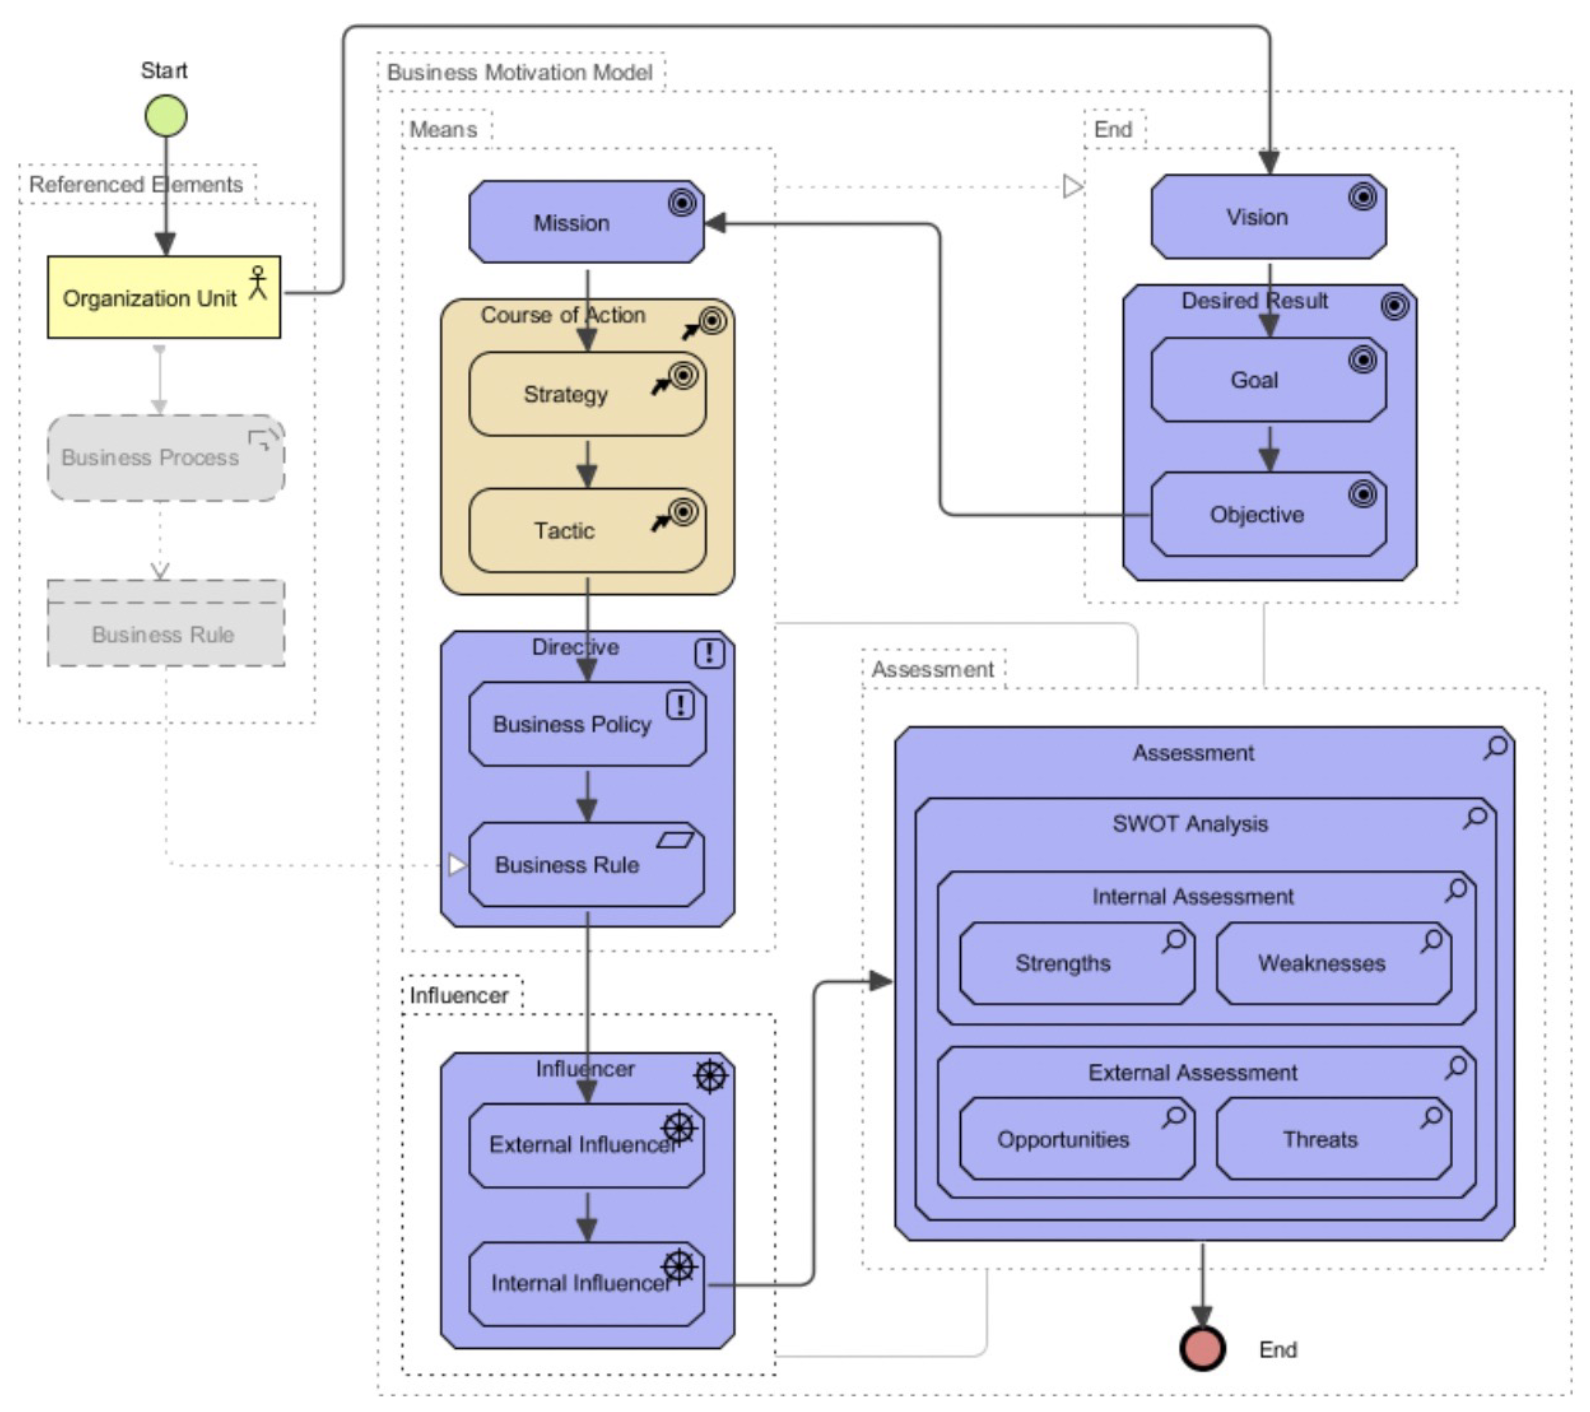 Start
Business Motivation Model
Means
End
Referenced Elements
Mission
Vision
Organization Unit
Course of Action
Desired Result
Strategy
Goal
Business Process
Tactic
Objective
Business Rule
Directive
Assessment
Business Policy
Assessment
SWOT Analysis
Business Rule
Internal Assessment
Strengths
Weaknesses
Influencer
Influencer
External Assessment
External Influencer
Opportunities
Threats
Internal Influencer
End